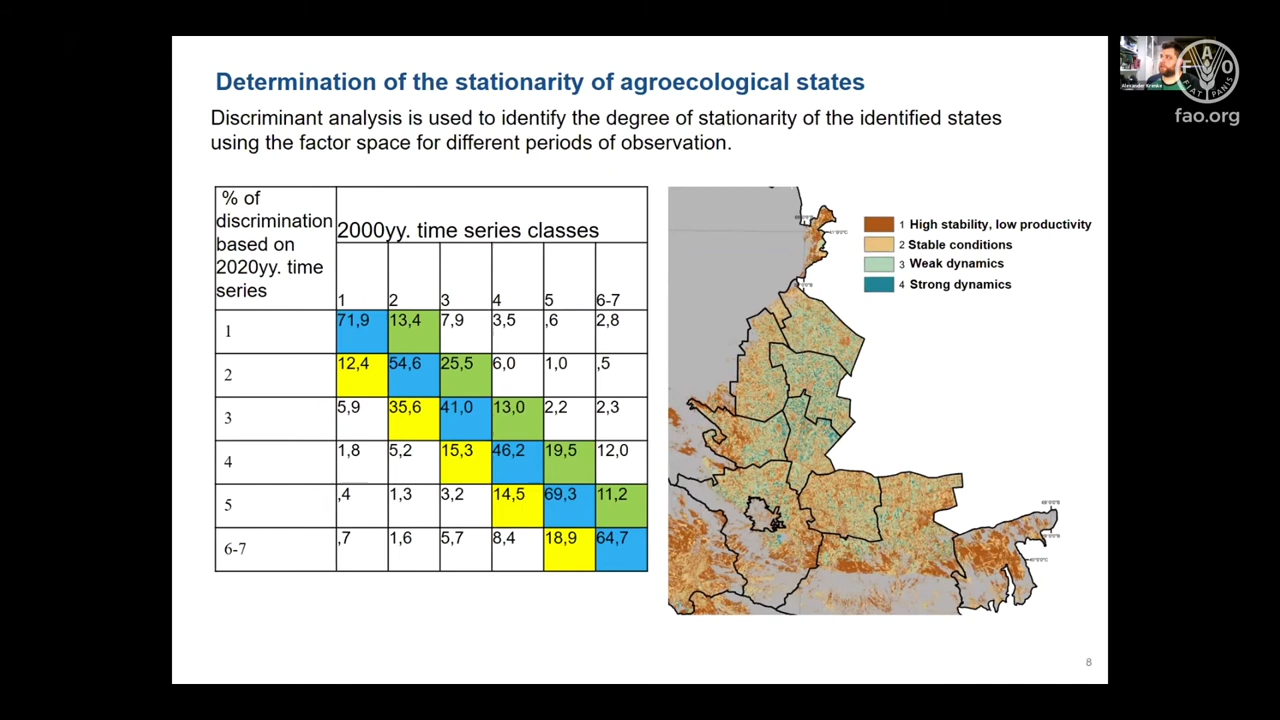 Determination of the stationarity of agroecological states
Discriminant analysis is used to identify the degree of stationarity of the identified states
using the factor space for different periods of observation.
% of
discrimination
based on
2020yy. time
series
2000yy. time series classes
1 2 3 4 5 6-7
1 71,9 13,4 7,9 3,5 ,6 2,8
2 12,4 54,6 25,5 6,0 1,0 ,5
3 5,9 35,6 41,0 13,0 2,2 2,3
4 1,8 5,2 15,3 46,2 19,5 12,0
5 ,4 1,3 3,2 14,5 69,3 11,2
6-7 ,7 1,6 5,7 8,4 18,9 64,7
1 High stability, low productivity
2 Stable conditions
3 Weak dynamics
4 Strong dynamics
8
Alexander Krenke
F A O
FIAT PANIS
fao.org